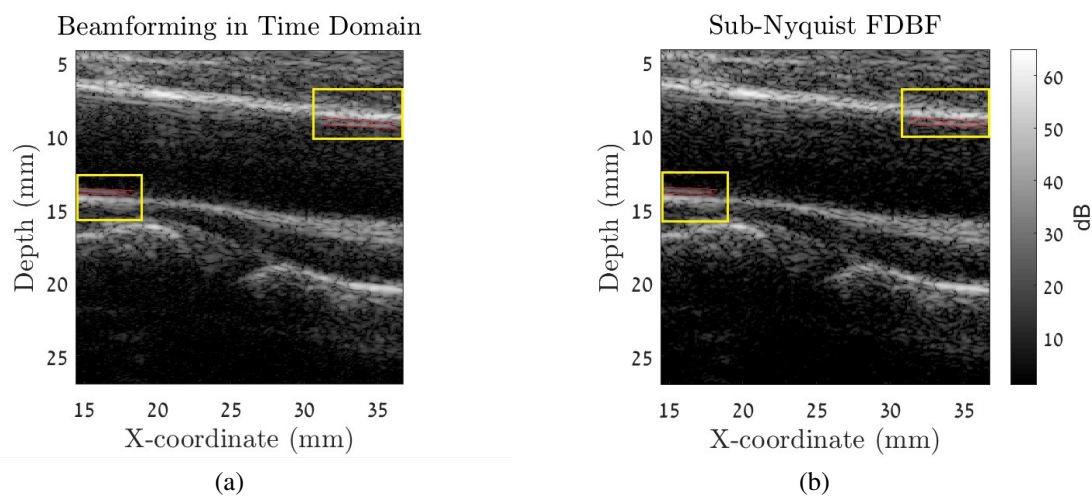 Beamforming in Time Domain
5
10
15
20
25
Depth (mm)
15 20 25 30 35
X-coordinate (mm)
(a)
Sub-Nyquist FDBF
5
10
15
20
25
Depth (mm)
15 20 25 30 35
X-coordinate (mm)
60
50
40
30
20
10
dB
(b)